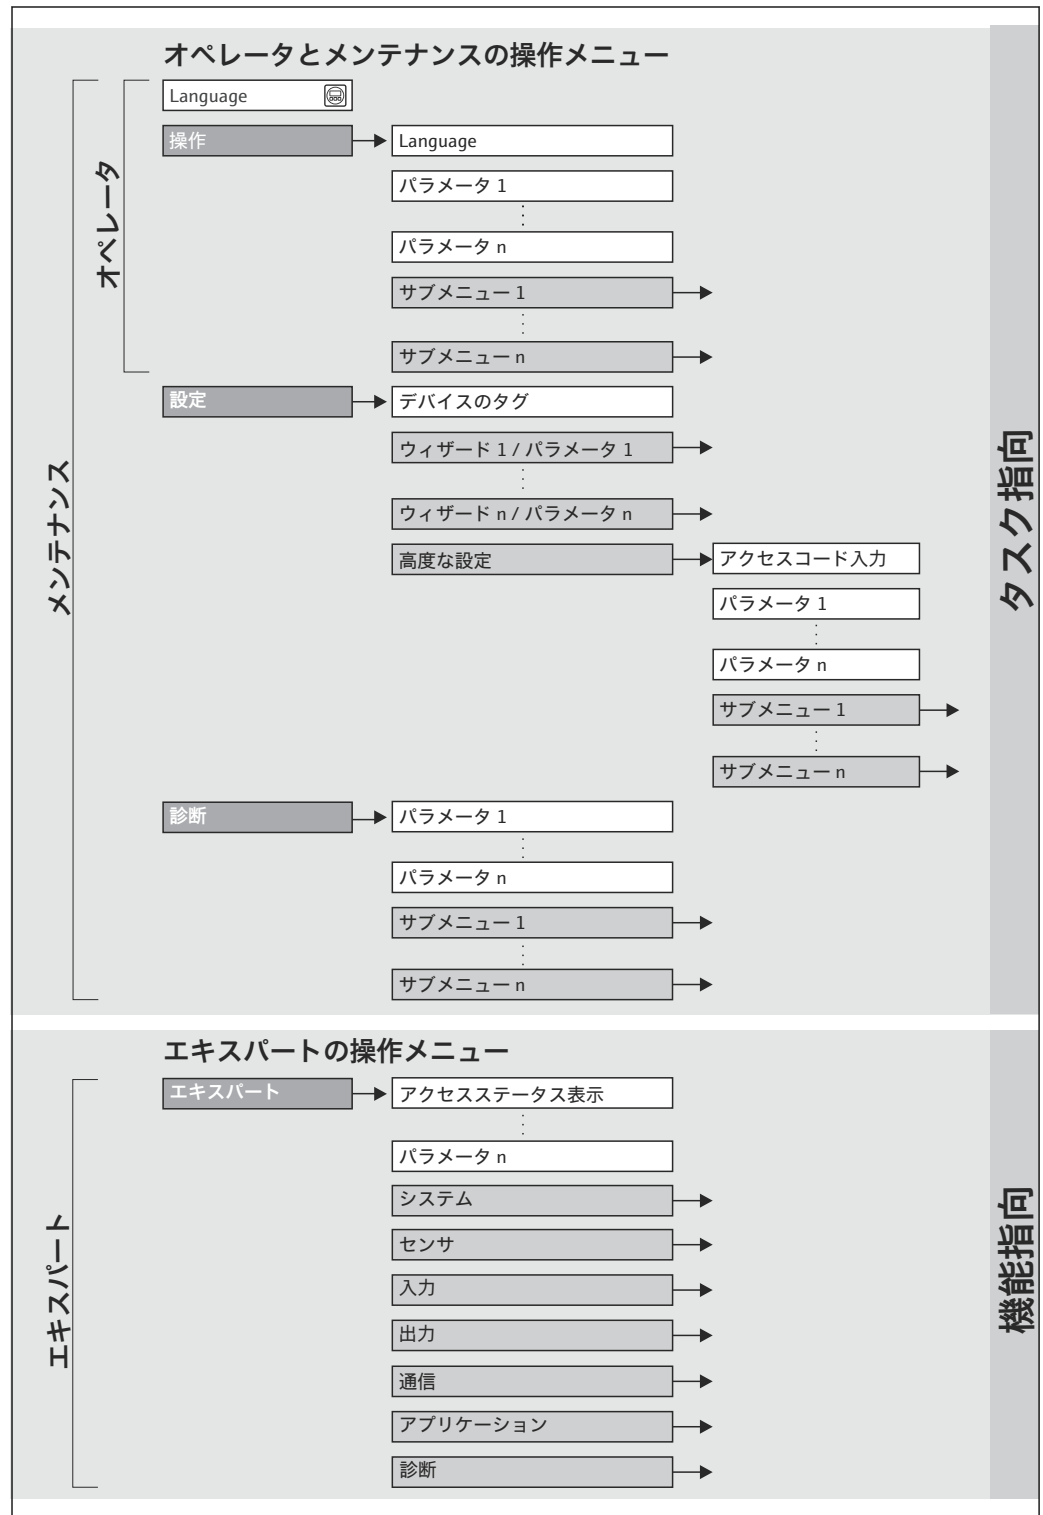 オペレータとメンテナンスの操作メニュー
Language
操作
Language
パラメータ 1
パラメータ n
サブメニュー 1
サブメニュー n
オペレータ
設定
デバイスのタグ
ウィザード 1 / パラメータ 1
ウィザード n / パラメータ n
高度な設定
アクセスコード入力
パラメータ 1
パラメータ n
サブメニュー 1
サブメニュー n
メンテナンス
タスク指向
診断
パラメータ 1
パラメータ n
サブメニュー 1
サブメニュー n
エキスパートの操作メニュー
エキスパート
アクセスステータス表示
パラメータ n
システム
センサ
入力
出力
通信
アプリケーション
診断
エキスパート
機能指向